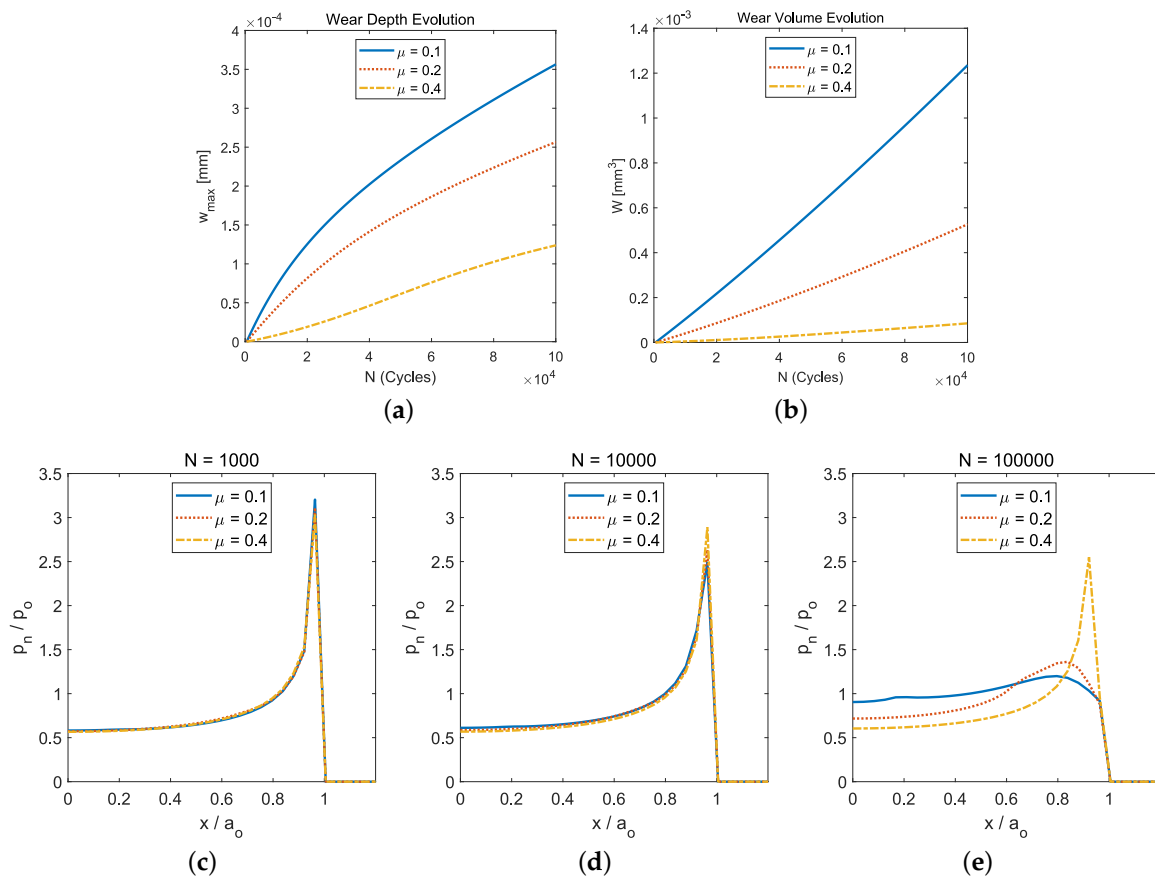 Wear Depth Evolution
×10⁻⁴
4
3.5
3
2.5
2
1.5
1
0.5
0
w_max [mm]
μ = 0.1
μ = 0.2
μ = 0.4
0 2 4 6 8 10
N (Cycles)
×10⁴
(a)
Wear Volume Evolution
×10⁻³
1.4
1.2
1
0.8
0.6
0.4
0.2
0
W [mm³]
μ = 0.1
μ = 0.2
μ = 0.4
0 2 4 6 8 10
N (Cycles)
×10⁴
(b)
N = 1000
3.5
3
2.5
2
1.5
1
0.5
0
p_n / p_o
μ = 0.1
μ = 0.2
μ = 0.4
0 0.2 0.4 0.6 0.8 1
x / a_o
(c)
N = 10000
3.5
3
2.5
2
1.5
1
0.5
0
p_n / p_o
μ = 0.1
μ = 0.2
μ = 0.4
0 0.2 0.4 0.6 0.8 1
x / a_o
(d)
N = 100000
3.5
3
2.5
2
1.5
1
0.5
0
p_n / p_o
μ = 0.1
μ = 0.2
μ = 0.4
0 0.2 0.4 0.6 0.8 1
x / a_o
(e)